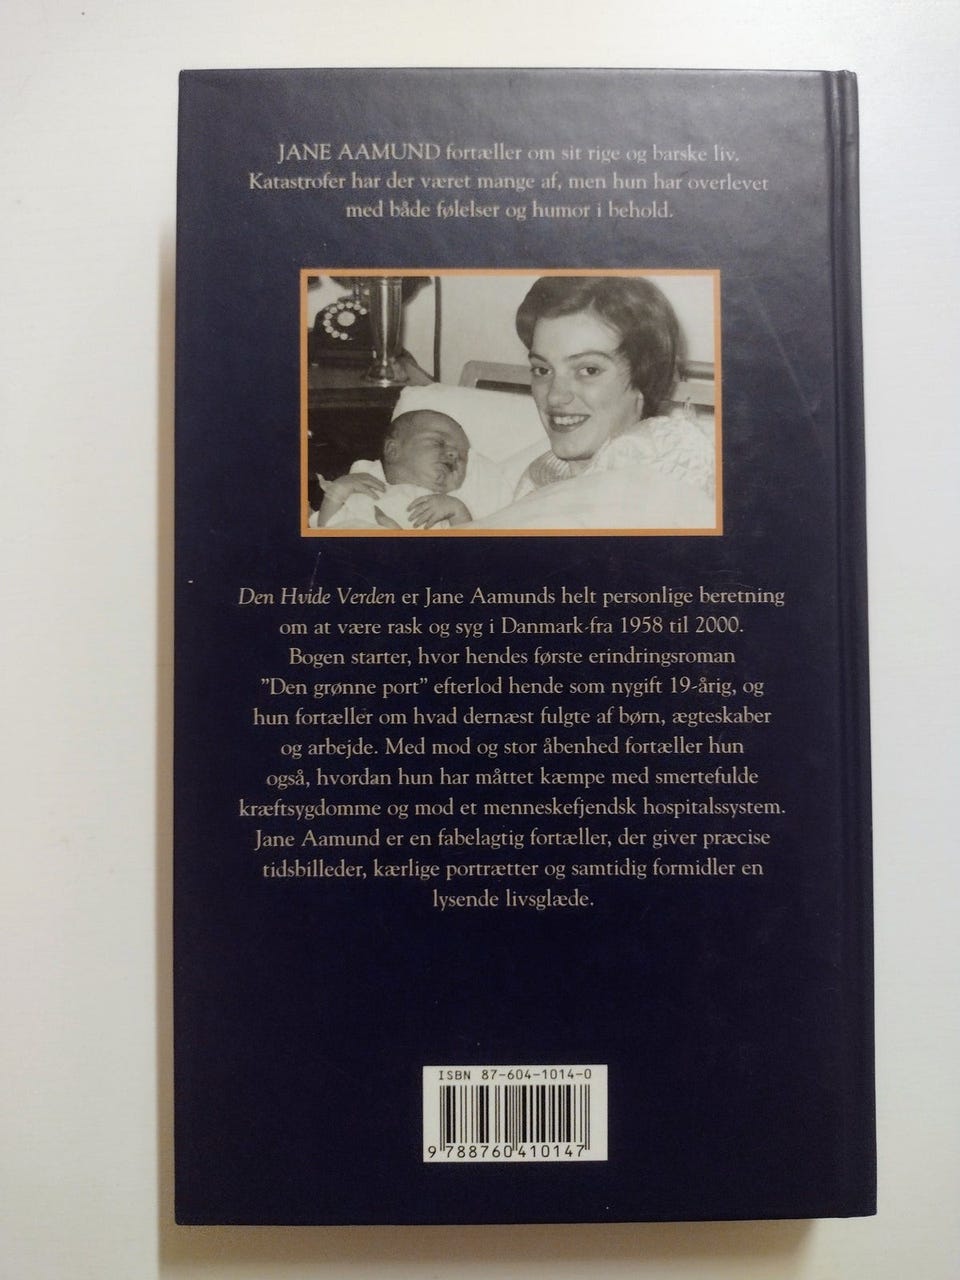 JANE AAMUND fortæller om sit rige og barske liv.
Katastrofer har der været mange af, men hun har overlevet
med både følelser og humor i behold.
Den Hvide Verden er Jane Aamunds helt personlige beretning
om at være rask og syg i Danmark fra 1958 til 2000.
Bogen starter, hvor hendes første erindringsroman
"Den grønne port" efterlod hende som nygift 19-årig, og
hun fortæller om hvad dernæst fulgte af børn, ægteskaber
og arbejde. Med mod og stor åbenhed fortæller hun
også, hvordan hun har måttet kæmpe med smertefulde
kræftsygdomme og mod et menneskefjendsk hospitalssystem.
Jane Aamund er en fabelagtig fortæller, der giver præcise
tidsbilleder, kærlige portrætter og samtidig formidler en
lysende livsglæde.
ISBN 87-604-1014-0
9 788760 410147